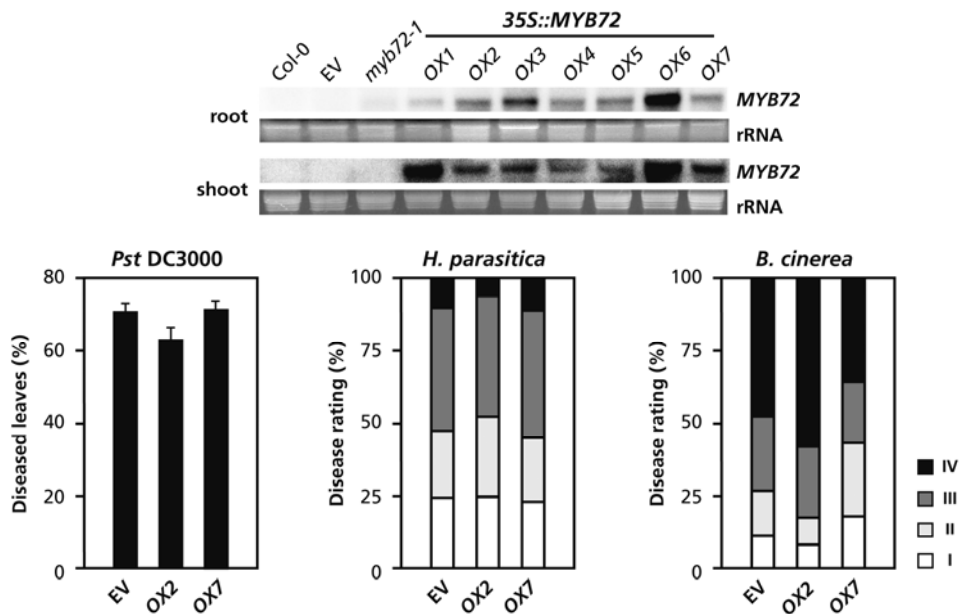 35S::MYB72
Col-0 EV myb72-1 OX1 OX2 OX3 OX4 OX5 OX6 OX7
root MYB72
rRNA
shoot MYB72
rRNA
Pst DC3000
Diseased leaves (%)
80
60
40
20
0
EV OX2 OX7
H. parasitica
Disease rating (%)
100
75
50
25
0
EV OX2 OX7
B. cinerea
Disease rating (%)
100
75
50
25
0
EV OX2 OX7
IV
III
II
I